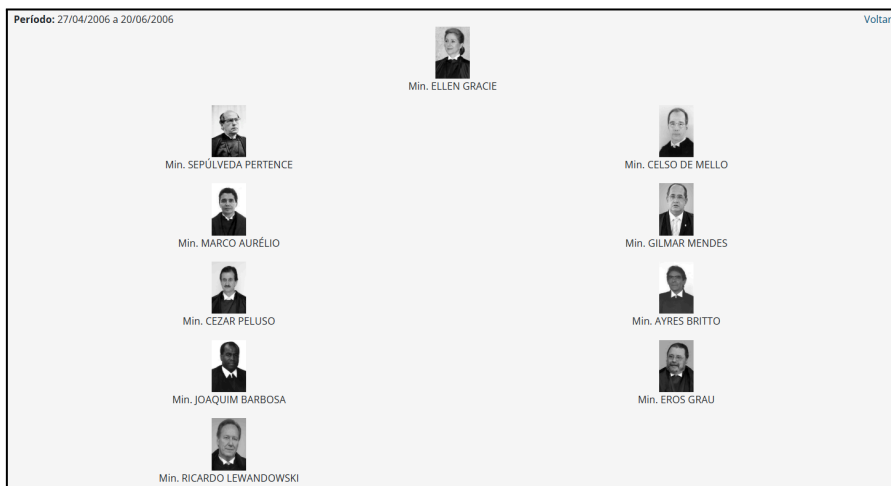 Período: 27/04/2006 a 20/06/2006 Voltar
Min. ELLEN GRACIE
Min. SEPÚLVEDA PERTENCE Min. CELSO DE MELLO
Min. MARCO AURÉLIO Min. GILMAR MENDES
Min. CEZAR PELUSO Min. AYRES BRITTO
Min. JOAQUIM BARBOSA Min. EROS GRAU
Min. RICARDO LEWANDOWSKI